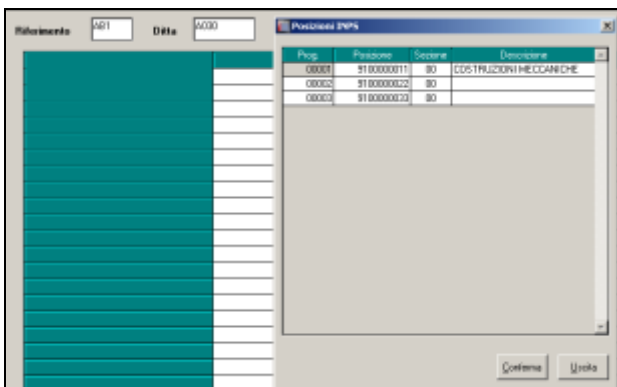 Riferimento AB1 Ditta A030
Posizioni INPS
Prog. Posizione Sezione Descrizione
00001 9100000011 00 COSTRUZIONI MECCANICHE
00002 9100000022 00
00003 9100000033 00
Conferma Uscita